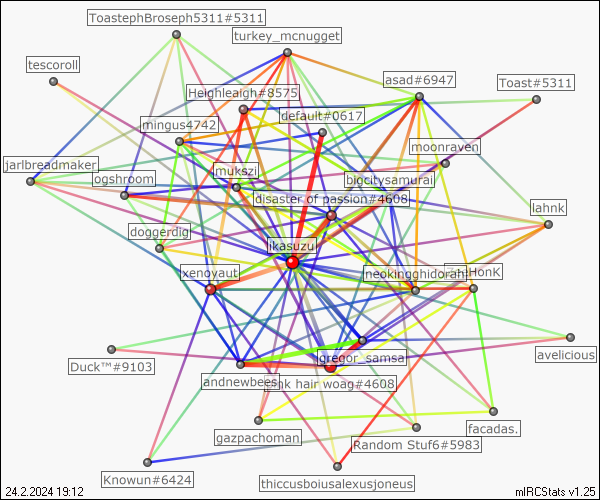 ToastephBroseph5311#5311
turkey_mcnugget
tescoroll
asad#6947
Toast#5311
Heighleaigh#8575
default#0617
mingus4742
moonraven
jarlbreadmaker
mukszi
ogshroom
bigcitysamurai
disaster of passion#4608
lahnk
doggerdig
jikasuzu
xenoyaut
neokingghidorah
HonK
avelicious
Duck™#9103
gregor_samsa
andnewbees
pink hair woag#4608
gazpachoman
facadas.
Random Stuf6#5983
Knowun#6424
thiccusboiusalexusjoneus
24.2.2024 19:12
mIRCStats v1.25